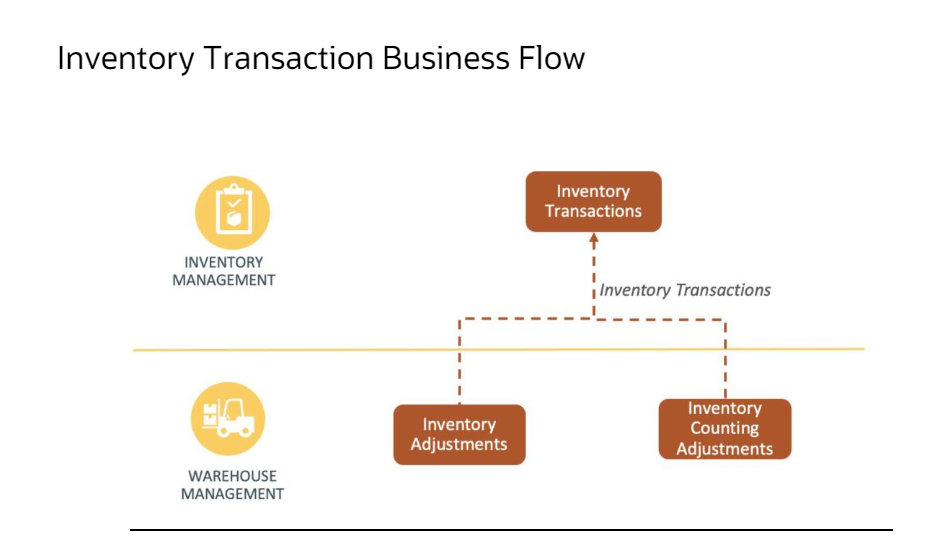 Inventory Transaction Business Flow
Inventory
Transactions
INVENTORY
MANAGEMENT
Inventory Transactions
Inventory
Adjustments
Inventory
Counting
Adjustments
WAREHOUSE
MANAGEMENT